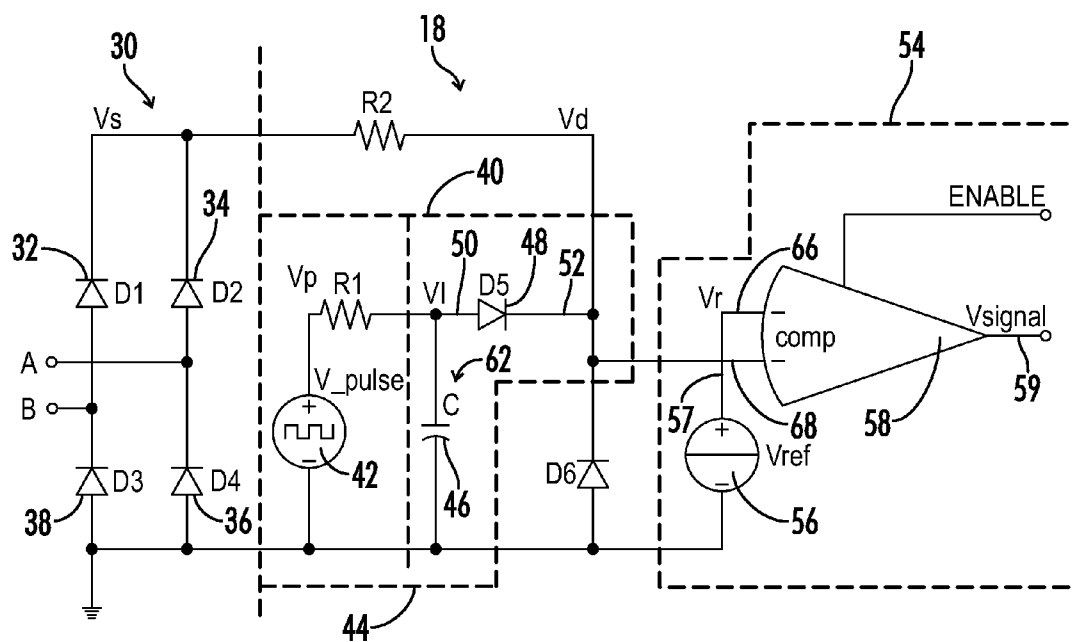 30
18
54
Vs
R2
Vd
40
34
ENABLE
32
50
48
52
66
Vp
R1
Vl
D5
Vr
D1
D2
Vsignal
comp
A
62
V_pulse
B
C
57
68
58
59
+
+
Vref
D3
D4
42
46
D6
38
36
56
44